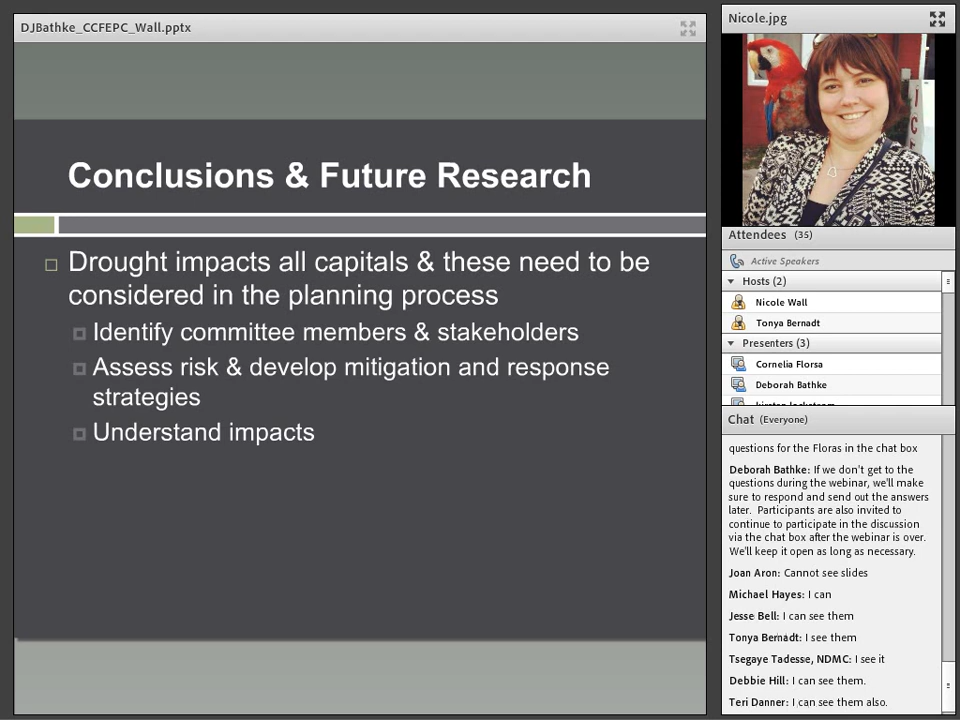 DJBathke_CCFEPC_Wall.pptx
Conclusions & Future Research
Drought impacts all capitals & these need to be
considered in the planning process
Identify committee members & stakeholders
Assess risk & develop mitigation and response
strategies
Understand impacts
Nicole.jpg
ICE
Attendees (35)
Active Speakers
Hosts (2)
Nicole Wall
Tonya Bernadt
Presenters (3)
Cornelia Florsa
Deborah Bathke
Chat (Everyone)
questions for the Floras in the chat box
Deborah Bathke: If we don't get to the
questions during the webinar, we'll make
sure to respond and send out the answers
later. Participants are also invited to
continue to participate in the discussion
via the chat box after the webinar is over.
We'll keep it open as long as necessary.
Joan Aron: Cannot see slides
Michael Hayes: I can
Jesse Bell: I can see them
Tonya Bernadt: I see them
Tsegaye Tadesse, NDMC: I see it
Debbie Hill: I can see them.
Teri Danner: I can see them also.